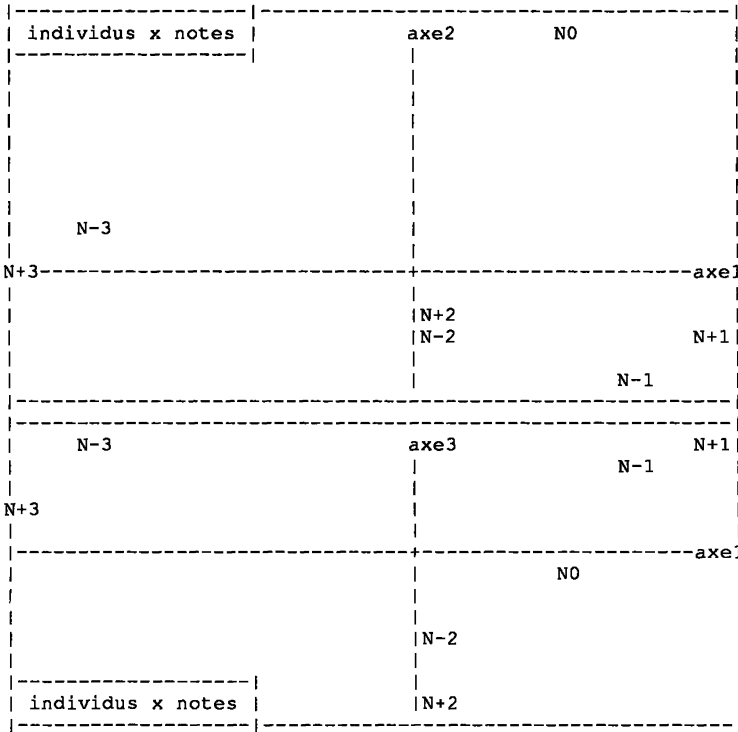 individus x notes axe2 N0
N-3
N+3 axe1
N+2
N-2 N+1
N-1
N-3 axe3 N+1
N-1
N+3
axe1
N0
N-2
individus x notes N+2